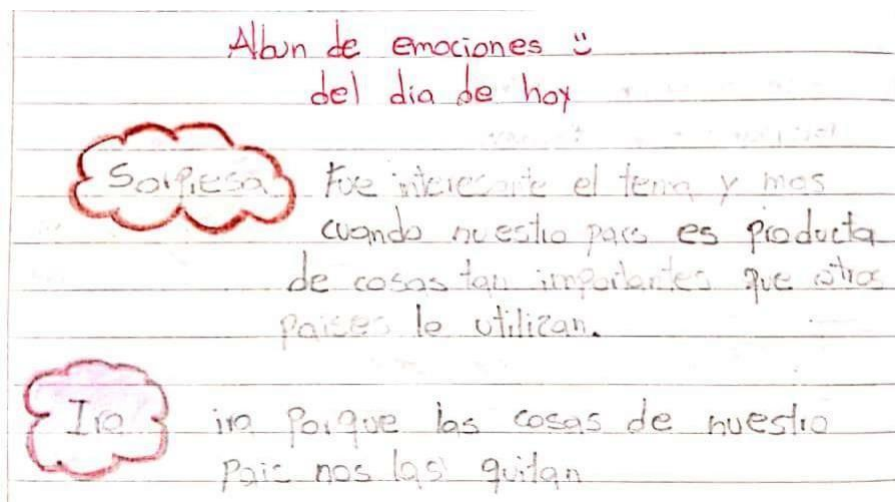 Albun de emociones ü
del dia de hoy
Sorpresa
Fue interesante el tema y mas
cuando nuestro pais es producta
de cosas tan importantes que otros
paises le utilizan.
Ira
ira porque las cosas de nuestro
pais nos las quitan